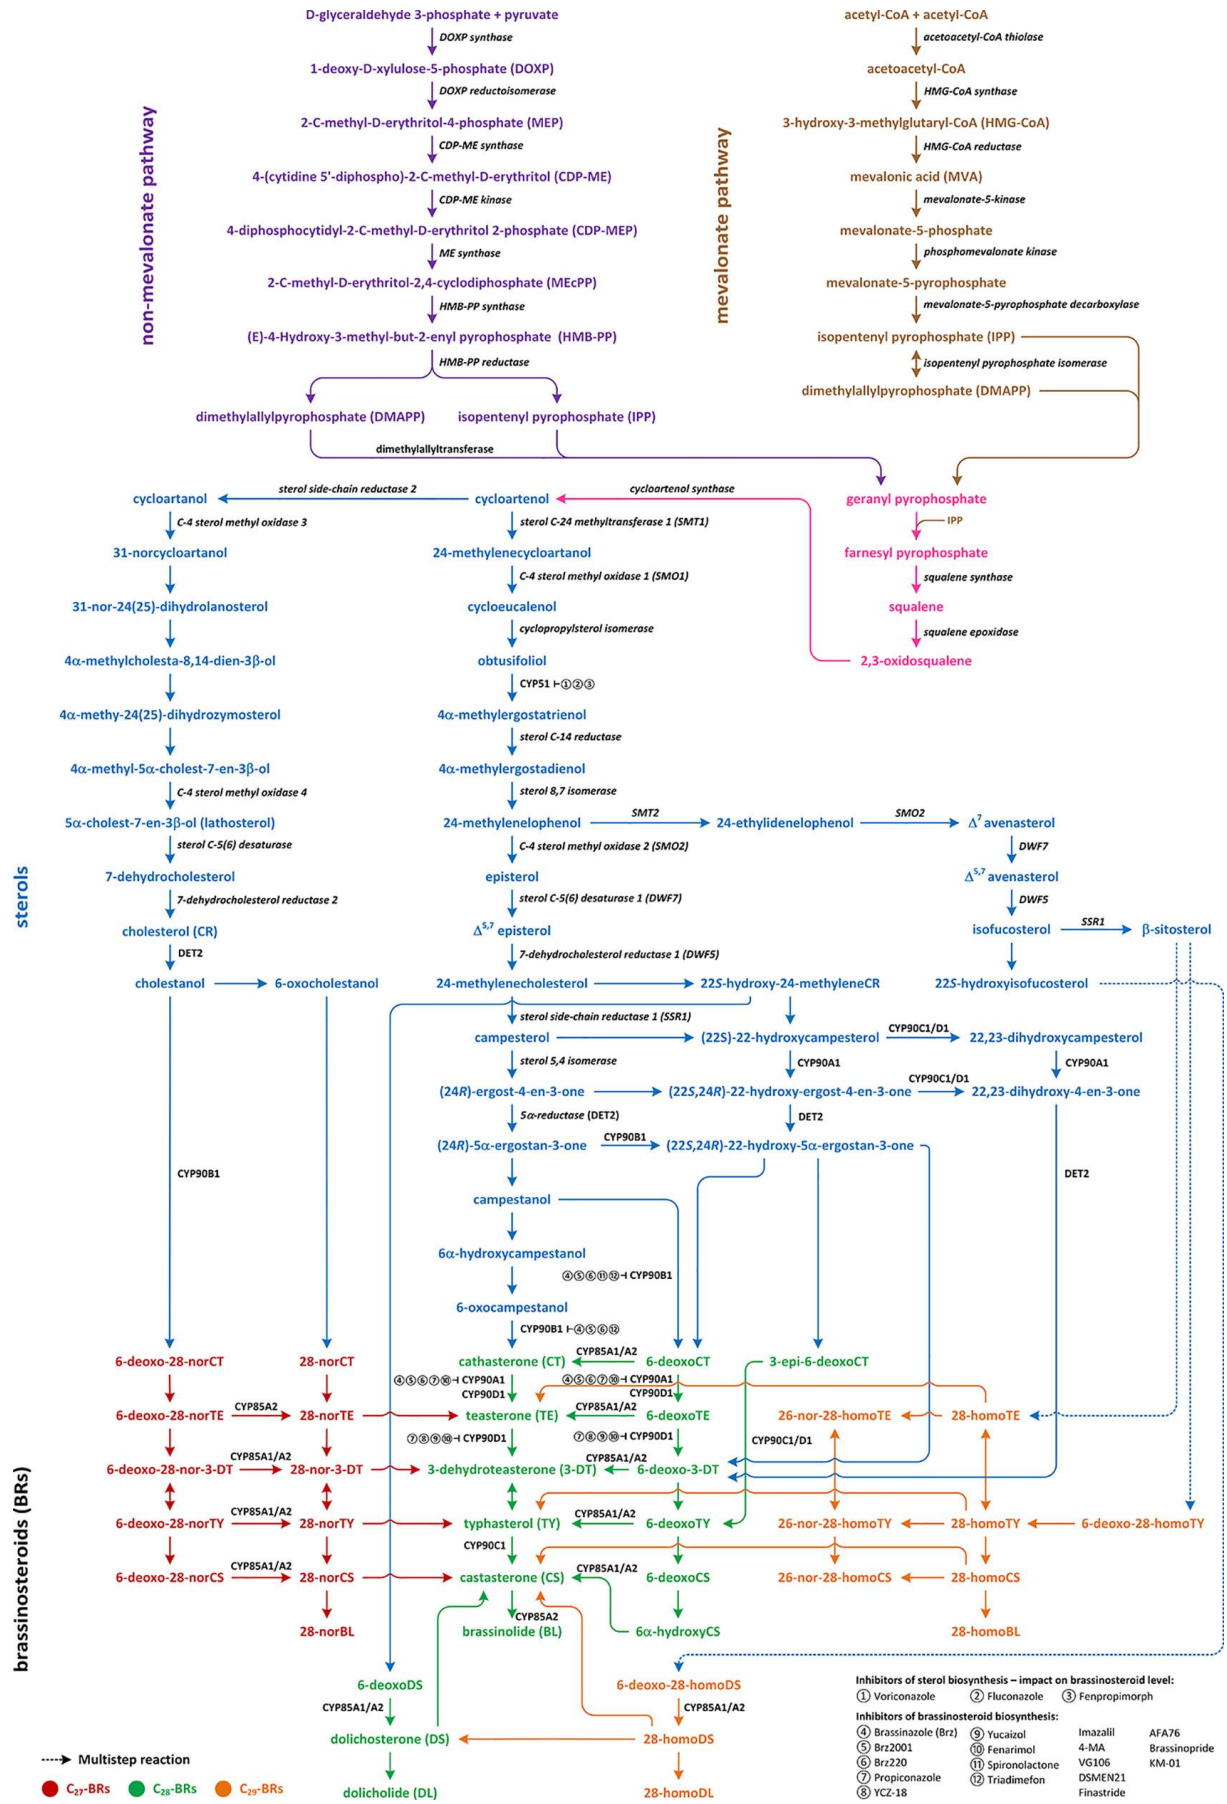 D-glyceraldehyde 3-phosphate + pyruvate
DOXP synthase
1-deoxy-D-xylulose-5-phosphate (DOXP)
DOXP reductoisomerase
2-C-methyl-D-erythritol-4-phosphate (MEP)
CDP-ME synthase
4-(cytidine 5'-diphospho)-2-C-methyl-D-erythritol (CDP-ME)
CDP-ME kinase
4-diphosphocytidyl-2-C-methyl-D-erythritol 2-phosphate (CDP-MEP)
ME synthase
2-C-methyl-D-erythritol-2,4-cyclodiphosphate (MEcPP)
HMB-PP synthase
(E)-4-Hydroxy-3-methyl-but-2-enyl pyrophosphate (HMB-PP)
HMB-PP reductase
dimethylallylpyrophosphate (DMAPP)
isopentenyl pyrophosphate (IPP)
dimethylallyltransferase
non-mevalonate pathway
acetyl-CoA + acetyl-CoA
acetoacetyl-CoA thiolase
acetoacetyl-CoA
HMG-CoA synthase
3-hydroxy-3-methylglutaryl-CoA (HMG-CoA)
HMG-CoA reductase
mevalonic acid (MVA)
mevalonate-5-kinase
mevalonate-5-phosphate
phosphomevalonate kinase
mevalonate-5-pyrophosphate
mevalonate-5-pyrophosphate decarboxylase
isopentenyl pyrophosphate (IPP)
isopentenyl pyrophosphate isomerase
dimethylallylpyrophosphate (DMAPP)
mevalonate pathway
geranyl pyrophosphate
IPP
farnesyl pyrophosphate
squalene synthase
squalene
squalene epoxidase
2,3-oxidosqualene
cycloartenol synthase
cycloartenol
sterol side-chain reductase 2
cycloartanol
C-4 sterol methyl oxidase 3
31-norcycloartanol
31-nor-24(25)-dihydrolanosterol
4α-methylcholesta-8,14-dien-3β-ol
4α-methy-24(25)-dihydrozymosterol
4α-methyl-5α-cholest-7-en-3β-ol
C-4 sterol methyl oxidase 4
5α-cholest-7-en-3β-ol (lathosterol)
sterol C-5(6) desaturase
7-dehydrocholesterol
7-dehydrocholesterol reductase 2
cholesterol (CR)
DET2
cholestanol
6-oxocholestanol
CYP90B1
sterol C-24 methyltransferase 1 (SMT1)
24-methylenecycloartanol
C-4 sterol methyl oxidase 1 (SMO1)
cycloeucalenol
cyclopropylsterol isomerase
obtusifoliol
CYP51 ⊢①②③
4α-methylergostatrienol
sterol C-14 reductase
4α-methylergostadienol
sterol 8,7 isomerase
24-methylenelophenol
SMT2
24-ethylidenelophenol
SMO2
Δ7 avenasterol
C-4 sterol methyl oxidase 2 (SMO2)
DWF7
episterol
Δ5,7 avenasterol
sterol C-5(6) desaturase 1 (DWF7)
DWF5
Δ5,7 episterol
isofucosterol
SSR1
β-sitosterol
7-dehydrocholesterol reductase 1 (DWF5)
24-methylenecholesterol
22S-hydroxy-24-methyleneCR
22S-hydroxyisofucosterol
sterol side-chain reductase 1 (SSR1)
campesterol
(22S)-22-hydroxycampesterol
CYP90C1/D1
22,23-dihydroxycampesterol
sterol 5,4 isomerase
CYP90A1
CYP90A1
(24R)-ergost-4-en-3-one
(22S,24R)-22-hydroxy-ergost-4-en-3-one
CYP90C1/D1
22,23-dihydroxy-4-en-3-one
5α-reductase (DET2)
DET2
(24R)-5α-ergostan-3-one
CYP90B1
(22S,24R)-22-hydroxy-5α-ergostan-3-one
DET2
campestanol
6α-hydroxycampestanol
④⑤⑥⑪⑫⊣ CYP90B1
6-oxocampestanol
CYP90B1 ⊢④⑤⑥⑫
sterols
brassinosteroids (BRs)
6-deoxo-28-norCT
28-norCT
cathasterone (CT)
CYP85A1/A2
6-deoxoCT
3-epi-6-deoxoCT
④⑤⑥⑦⑩⊣ CYP90A1
CYP90D1
④⑤⑥⑦⑩⊣ CYP90A1
CYP90D1
6-deoxo-28-norTE
CYP85A2
28-norTE
teasterone (TE)
CYP85A1/A2
6-deoxoTE
26-nor-28-homoTE
28-homoTE
⑦⑧⑨⑩⊣ CYP90D1
⑦⑧⑨⑩⊣ CYP90D1
CYP90C1/D1
6-deoxo-28-nor-3-DT
CYP85A1/A2
28-nor-3-DT
3-dehydroteasterone (3-DT)
CYP85A1/A2
6-deoxo-3-DT
6-deoxo-28-norTY
CYP85A1/A2
28-norTY
typhasterol (TY)
CYP85A1/A2
6-deoxoTY
26-nor-28-homoTY
28-homoTY
6-deoxo-28-homoTY
CYP90C1
6-deoxo-28-norCS
CYP85A1/A2
28-norCS
castasterone (CS)
CYP85A1/A2
6-deoxoCS
26-nor-28-homoCS
28-homoCS
CYP85A2
28-norBL
brassinolide (BL)
6α-hydroxyCS
28-homoBL
6-deoxoDS
6-deoxo-28-homoDS
CYP85A1/A2
CYP85A1/A2
dolichosterone (DS)
28-homoDS
dolicholide (DL)
28-homoDL
Multistep reaction
C27-BRs
C28-BRs
C29-BRs
Inhibitors of sterol biosynthesis – impact on brassinosteroid level:
① Voriconazole
② Fluconazole
③ Fenpropimorph
Inhibitors of brassinosteroid biosynthesis:
④ Brassinazole (Brz)
⑤ Brz2001
⑥ Brz220
⑦ Propiconazole
⑧ YCZ-18
⑨ Yucaizol
⑩ Fenarimol
⑪ Spironolactone
⑫ Triadimefon
Imazalil
4-MA
VG106
DSMEN21
Finastride
AFA76
Brassinopride
KM-01